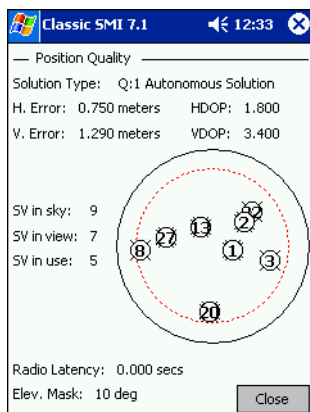 Classic SMI 7.1 12:33
Position Quality
Solution Type: Q:1 Autonomous Solution
H. Error: 0.750 meters HDOP: 1.800
V. Error: 1.290 meters VDOP: 3.400
SV in sky: 9
SV in view: 7
SV in use: 5
22
2
13
27
8
1
3
20
Radio Latency: 0.000 secs
Elev. Mask: 10 deg
Close